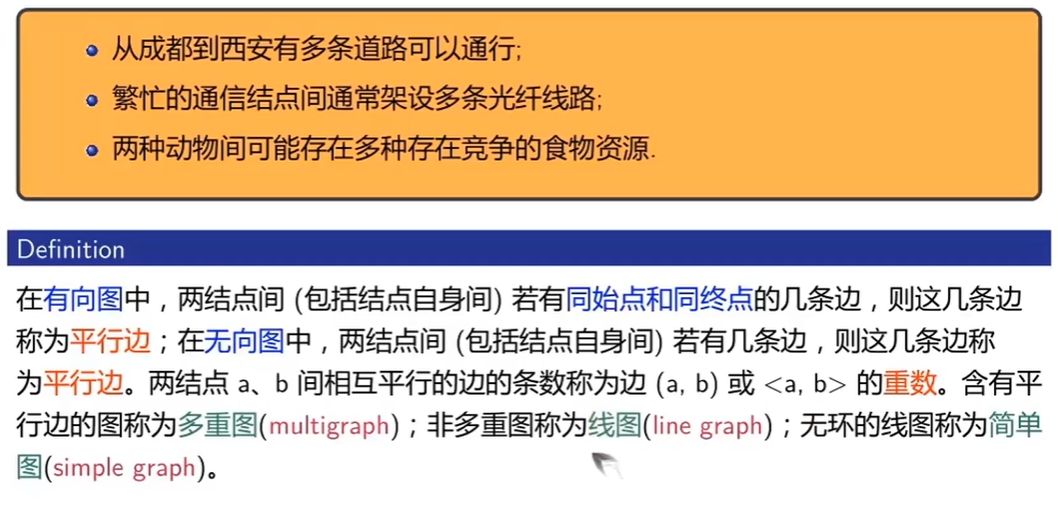 从成都到西安有多条道路可以通行;
繁忙的通信结点间通常架设多条光纤线路;
两种动物间可能存在多种存在竞争的食物资源.
Definition
在有向图中，两结点间 (包括结点自身间) 若有同始点和同终点的几条边，则这几条边
称为平行边；在无向图中，两结点间 (包括结点自身间) 若有几条边，则这几条边称
为平行边。两结点 a、b 间相互平行的边的条数称为边 (a, b) 或 <a, b> 的重数。含有平
行边的图称为多重图(multigraph)；非多重图称为线图(line graph)；无环的线图称为简单
图(simple graph)。